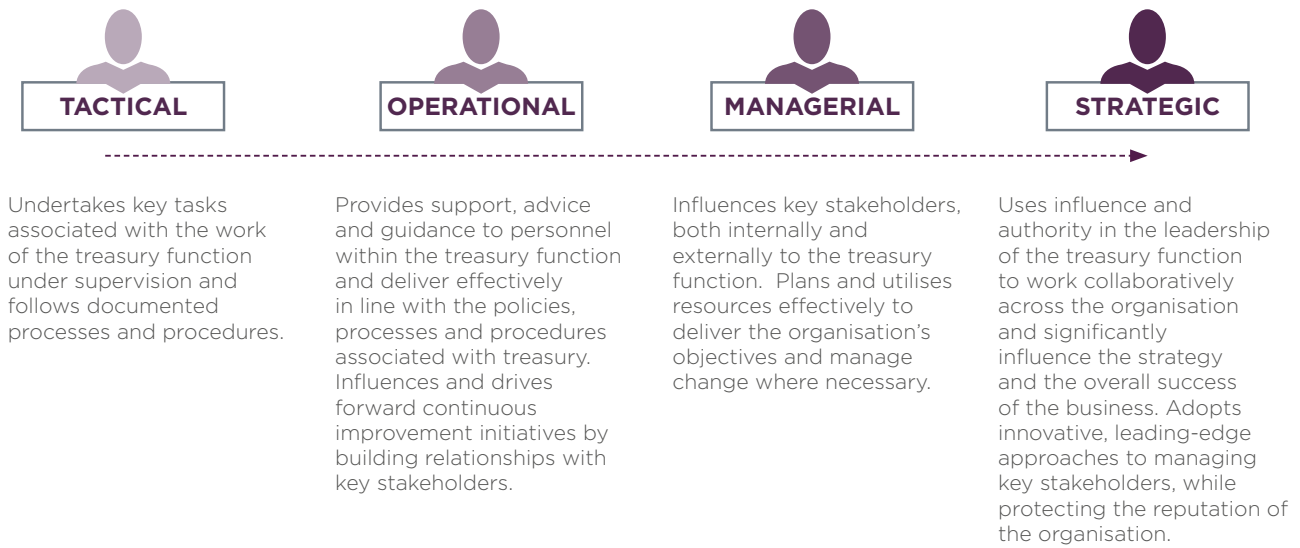 TACTICAL
OPERATIONAL
MANAGERIAL
STRATEGIC
Undertakes key tasks
associated with the work
of the treasury function
under supervision and
follows documented
processes and procedures.
Provides support, advice
and guidance to personnel
within the treasury function
and deliver effectively
in line with the policies,
processes and procedures
associated with treasury.
Influences and drives
forward continuous
improvement initiatives by
building relationships with
key stakeholders.
Influences key stakeholders,
both internally and
externally to the treasury
function.  Plans and utilises
resources effectively to
deliver the organisation’s
objectives and manage
change where necessary.
Uses influence and
authority in the leadership
of the treasury function
to work collaboratively
across the organisation
and significantly
influence the strategy
and the overall success
of the business. Adopts
innovative, leading-edge
approaches to managing
key stakeholders, while
protecting the reputation of
the organisation.